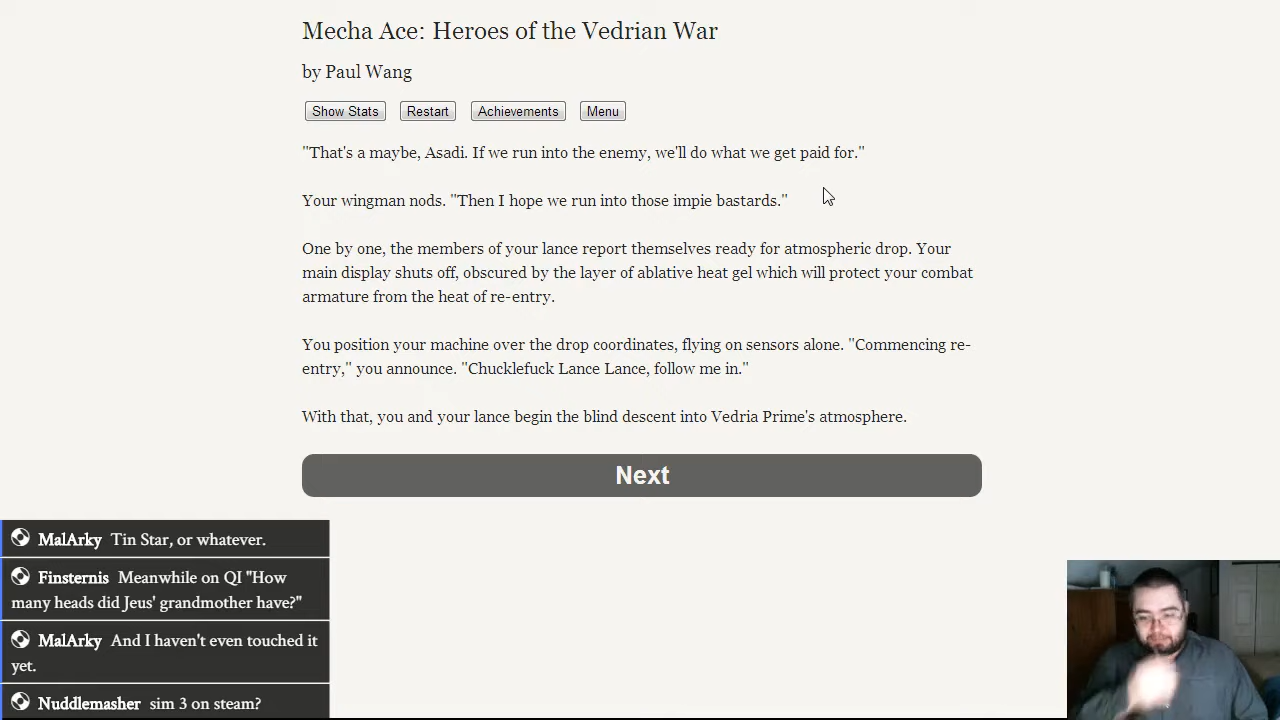 Mecha Ace: Heroes of the Vedrian War
by Paul Wang
Show Stats Restart Achievements Menu
"That's a maybe, Asadi. If we run into the enemy, we'll do what we get paid for."
Your wingman nods. "Then I hope we run into those impie bastards."
One by one, the members of your lance report themselves ready for atmospheric drop. Your
main display shuts off, obscured by the layer of ablative heat gel which will protect your combat
armature from the heat of re-entry.
You position your machine over the drop coordinates, flying on sensors alone. "Commencing re-
entry," you announce. "Chucklefuck Lance Lance, follow me in."
With that, you and your lance begin the blind descent into Vedria Prime's atmosphere.
Next
MalArky Tin Star, or whatever.
Finsternis Meanwhile on QI "How
many heads did Jeus' grandmother have?"
MalArky And I haven't even touched it
yet.
Nuddlemasher sim 3 on steam?